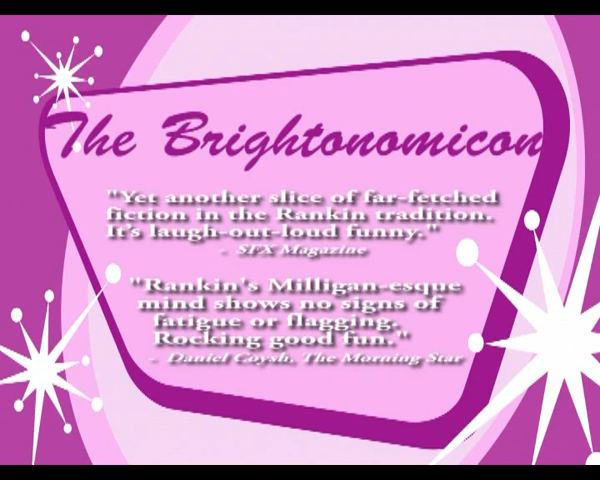 The Brightonomicon
"Yet another slice of far-fetched
fiction in the Rankin tradition.
It's laugh-out-loud funny."
- SFX Magazine
"Rankin's Milligan-esque
mind shows no signs of
fatigue or flagging.
Rocking good fun."
- Daniel Coysh, The Morning Star